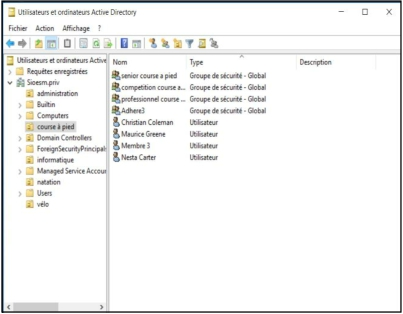 Utilisateurs et ordinateurs Active Directory
Fichier Action Affichage ?
Utilisateurs et ordinateurs Active
Requêtes enregistrées
Sioesm.priv
administration
Builtin
Computers
course à pied
Domain Controllers
ForeignSecurityPrincipals
informatique
Managed Service Accour
natation
Users
vélo
Nom Type Description
senior course a pied Groupe de sécurité - Global
competition course a... Groupe de sécurité - Global
professionnel course ... Groupe de sécurité - Global
Adhere3 Groupe de sécurité - Global
Christian Coleman Utilisateur
Maurice Greene Utilisateur
Membre 3 Utilisateur
Nesta Carter Utilisateur